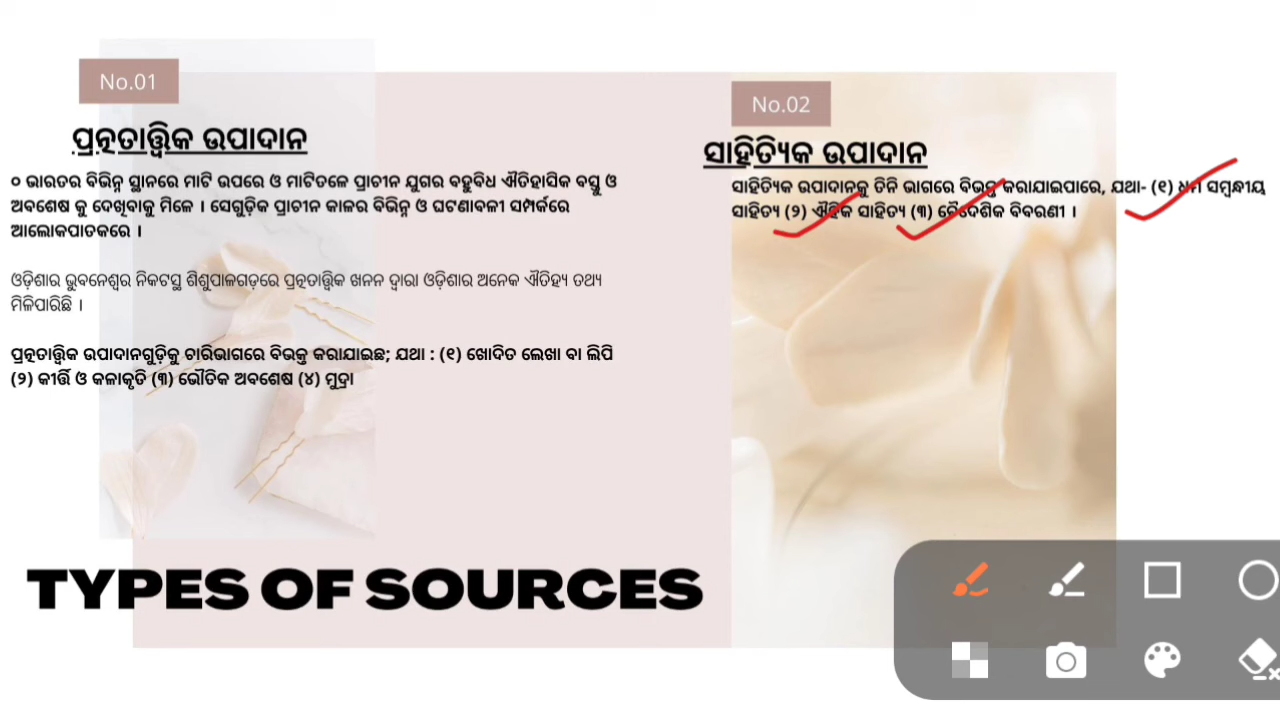 No.01
ପ୍ରତ୍ନତାତ୍ତ୍ୱିକ ଉପାଦାନ
୦ ଭାରତର ବିଭିନ୍ନ ସ୍ଥାନରେ ମାଟି ଉପରେ ଓ ମାଟିତଳେ ପ୍ରାଚୀନ ଯୁଗର ବହୁବିଧ ଐତିହାସିକ ବସ୍ତୁ ଓ
ଅବଶେଷ କୁ ଦେଖିବାକୁ ମିଳେ । ସେଗୁଡ଼ିକ ପ୍ରାଚୀନ କାଳର ବିଭିନ୍ନ ଓ ଘଟଣାବଳୀ ସମ୍ପର୍କରେ
ଆଲୋକପାତକରେ ।
ଓଡ଼ିଶାର ଭୁବନେଶ୍ୱର ନିକଟସ୍ଥ ଶିଶୁପାଳଗଡ଼ରେ ପ୍ରତ୍ନତାତ୍ତ୍ୱିକ ଖନନ ଦ୍ୱାରା ଓଡ଼ିଶାର ଅନେକ ଐତିହ୍ୟ ତଥ୍ୟ
ମିଳିପାରିଛି ।
ପ୍ରତ୍ନତାତ୍ତ୍ୱିକ ଉପାଦାନଗୁଡ଼ିକୁ ଚାରିଭାଗରେ ବିଭକ୍ତ କରାଯାଇଛ; ଯଥା : (୧) ଖୋଦିତ ଲେଖା ବା ଲିପି
(୨) କୀର୍ତ୍ତି ଓ କଳାକୃତି (୩) ଭୌତିକ ଅବଶେଷ (୪) ମୁଦ୍ରା
No.02
ସାହିତ୍ୟିକ ଉପାଦାନ
ସାହିତ୍ୟିକ ଉପାଦାନକୁ ତିନି ଭାଗରେ ବିଭକ୍ତ କରାଯାଇପାରେ, ଯଥା- (୧) ଧର୍ମ ସମ୍ବନ୍ଧୀୟ
ସାହିତ୍ୟ (୨) ଐହିକ ସାହିତ୍ୟ (୩) ବୈଦେଶିକ ବିବରଣୀ ।
TYPES OF SOURCES